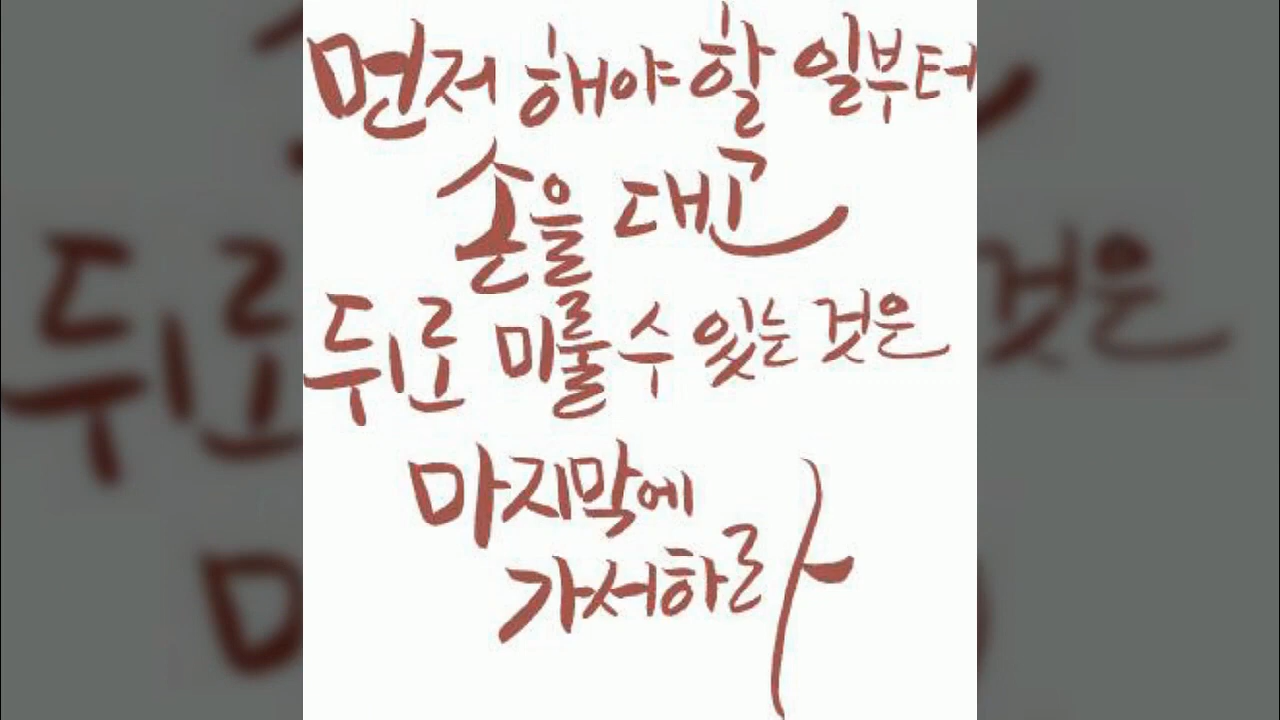 먼저 해야 할 일부터
손을 대고
뒤로 미룰 수 있는 것은
마지막에
가서하라